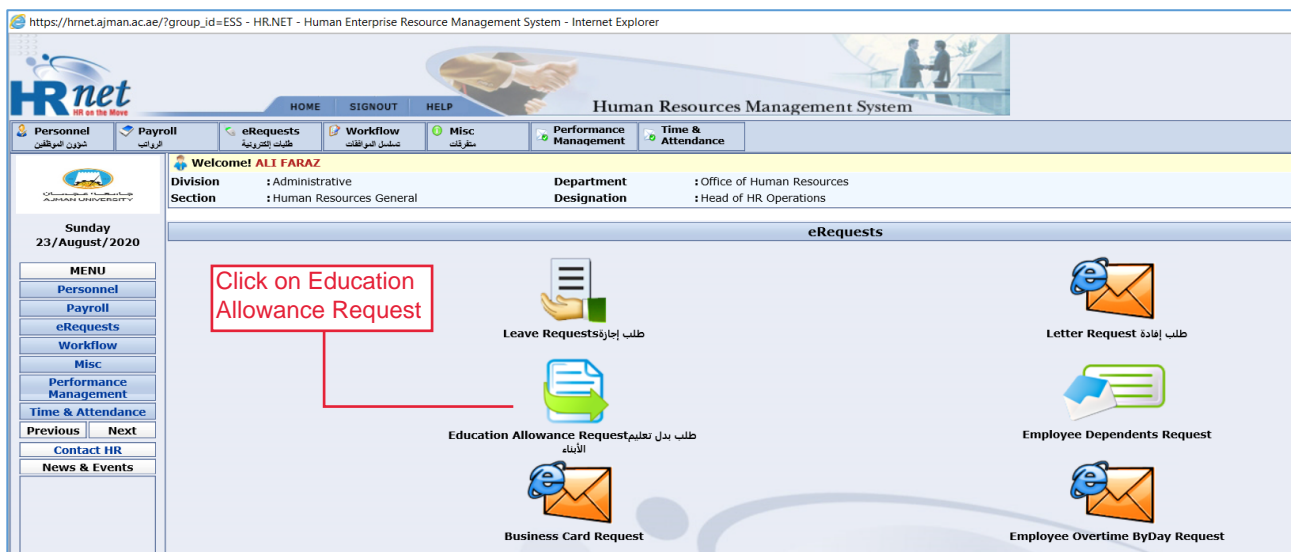 https://hrnet.ajman.ac.ae/?group_id=ESS - HR.NET - Human Enterprise Resource Management System - Internet Explorer
HRnet
HR on the Move
HOME SIGNOUT HELP
Human Resources Management System
Personnel Payroll eRequests Workflow Misc Performance Time &
شؤون الموظفين الرواتب طلبات إلكترونية تسلسل الموافقات متفرقات Management Attendance
Welcome! ALI FARAZ
Division : Administrative Department : Office of Human Resources
Section : Human Resources General Designation : Head of HR Operations
AJMAN UNIVERSITY
Sunday
23/August/2020
eRequests
MENU
Personnel
Payroll
eRequests
Workflow
Misc
Performance
Management
Time & Attendance
Previous Next
Contact HR
News & Events
Click on Education
Allowance Request
Leave Requestsطلب إجازة
Letter Request طلب إفادة
Education Allowance Requestطلب بدل تعليم
الأبناء
Employee Dependents Request
Business Card Request
Employee Overtime ByDay Request